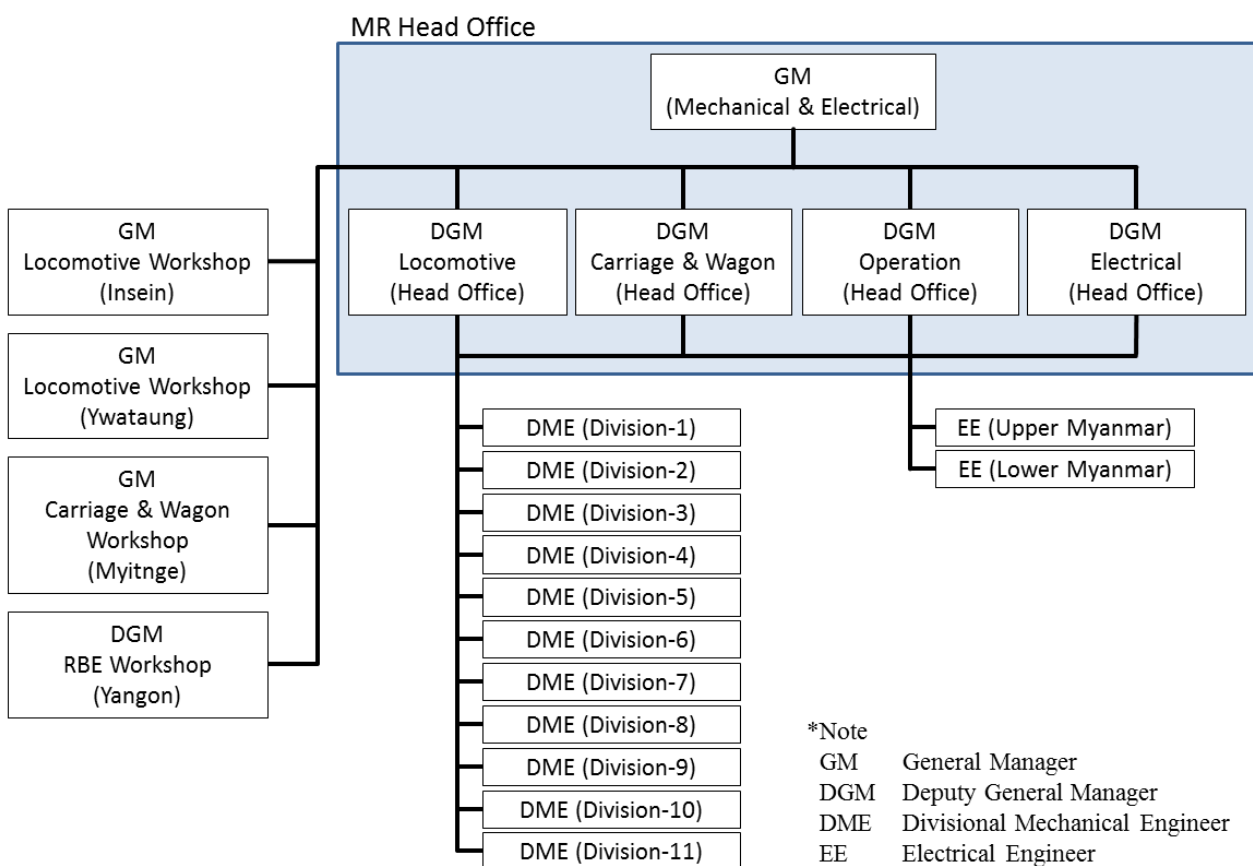 MR Head Office
GM
(Mechanical & Electrical)
GM
Locomotive Workshop
(Insein)
GM
Locomotive Workshop
(Ywataung)
GM
Carriage & Wagon
Workshop
(Myitnge)
DGM
RBE Workshop
(Yangon)
DGM
Locomotive
(Head Office)
DGM
Carriage & Wagon
(Head Office)
DGM
Operation
(Head Office)
DGM
Electrical
(Head Office)
DME (Division-1)
DME (Division-2)
DME (Division-3)
DME (Division-4)
DME (Division-5)
DME (Division-6)
DME (Division-7)
DME (Division-8)
DME (Division-9)
DME (Division-10)
DME (Division-11)
EE (Upper Myanmar)
EE (Lower Myanmar)
*Note
GM General Manager
DGM Deputy General Manager
DME Divisional Mechanical Engineer
EE Electrical Engineer